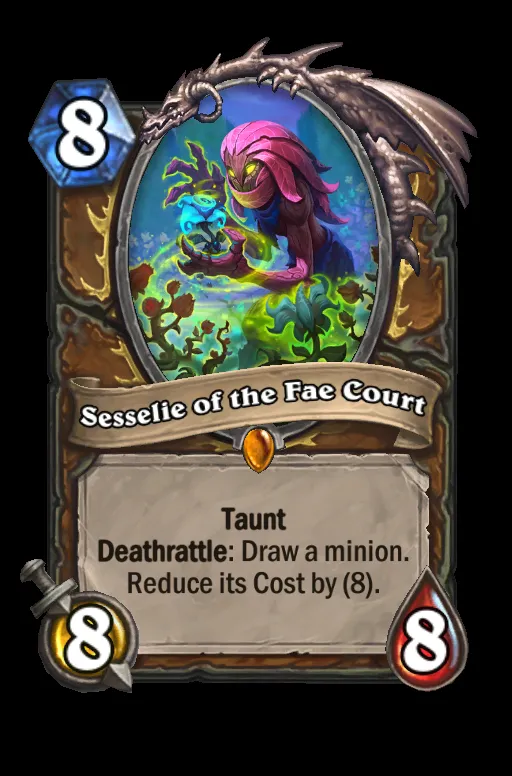 8
Sesselie of the Fae Court
Taunt
Deathrattle: Draw a minion.
Reduce its Cost by (8).
8
8